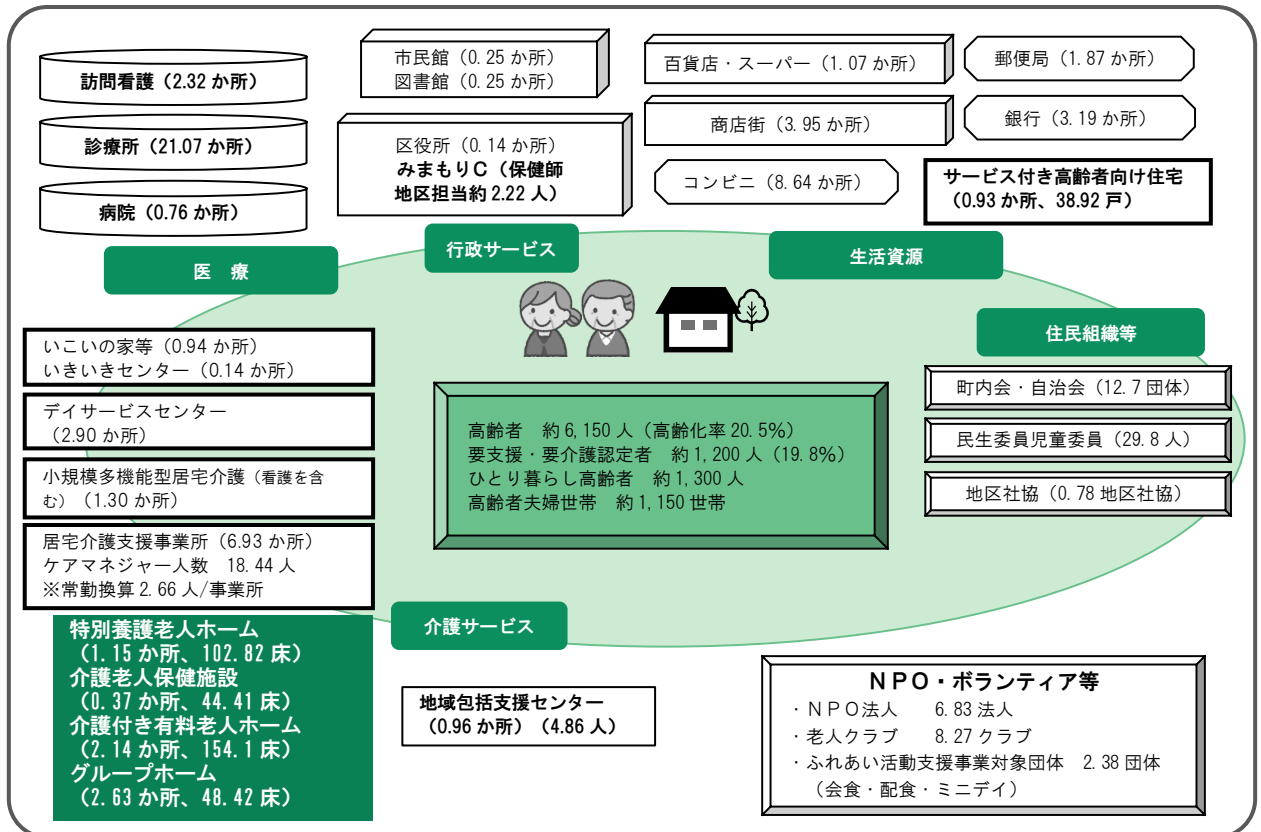 訪問看護（2.32 か所）
診療所（21.07 か所）
病院（0.76 か所）
市民館（0.25 か所）
図書館（0.25 か所）
区役所（0.14 か所）
みまもりC（保健師
地区担当約 2.22 人）
百貨店・スーパー（1.07 か所）
商店街（3.95 か所）
コンビニ（8.64 か所）
郵便局（1.87 か所）
銀行（3.19 か所）
サービス付き高齢者向け住宅
（0.93 か所、38.92 戸）
医 療
行政サービス
生活資源
住民組織等
いこいの家等（0.94 か所）
いきいきセンター（0.14 か所）
デイサービスセンター
（2.90 か所）
小規模多機能型居宅介護（看護を含
む）（1.30 か所）
居宅介護支援事業所（6.93 か所）
ケアマネジャー人数 18.44 人
※常勤換算 2.66 人/事業所
高齢者 約 6,150 人（高齢化率 20.5%）
要支援・要介護認定者 約 1,200 人（19.8%）
ひとり暮らし高齢者 約 1,300 人
高齢者夫婦世帯 約 1,150 世帯
町内会・自治会（12.7 団体）
民生委員児童委員（29.8 人）
地区社協（0.78 地区社協）
特別養護老人ホーム
（1.15 か所、102.82 床）
介護老人保健施設
（0.37 か所、44.41 床）
介護付き有料老人ホーム
（2.14 か所、154.1 床）
グループホーム
（2.63 か所、48.42 床）
介護サービス
地域包括支援センター
（0.96 か所）（4.86 人）
NPO・ボランティア等
・NPO法人 6.83 法人
・老人クラブ 8.27 クラブ
・ふれあい活動支援事業対象団体 2.38 団体
（会食・配食・ミニデイ）